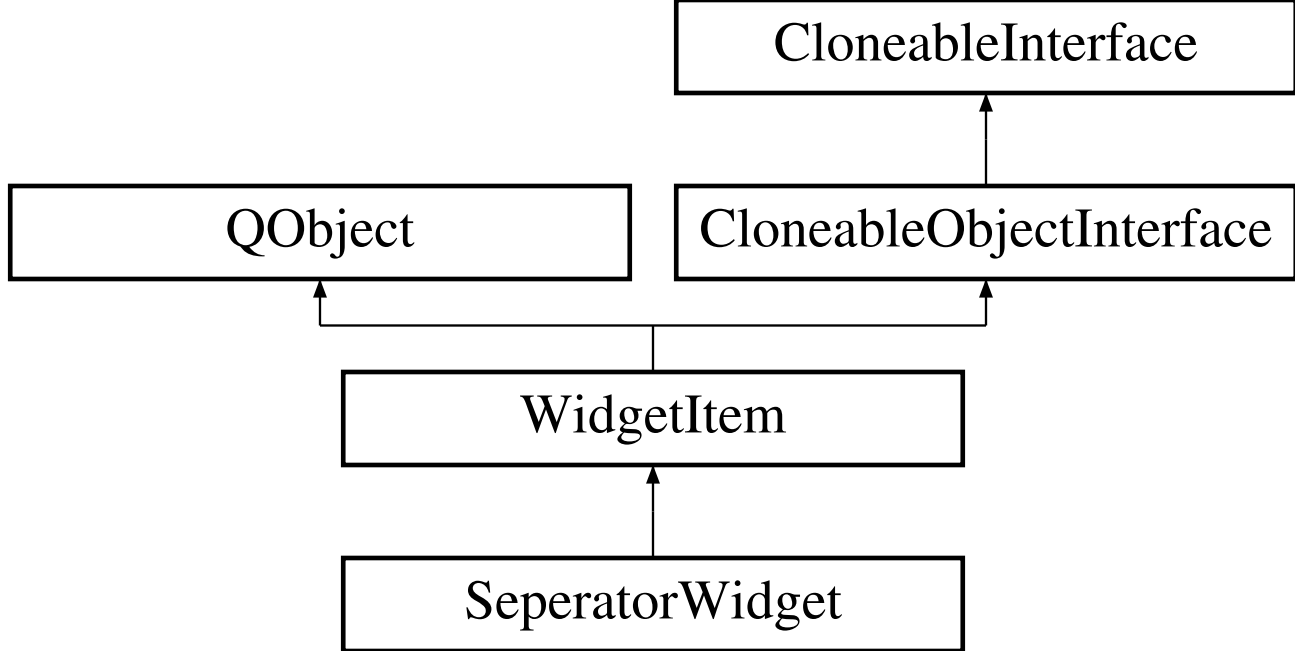 CloneableInterface
QObject
CloneableObjectInterface
WidgetItem
SeperatorWidget